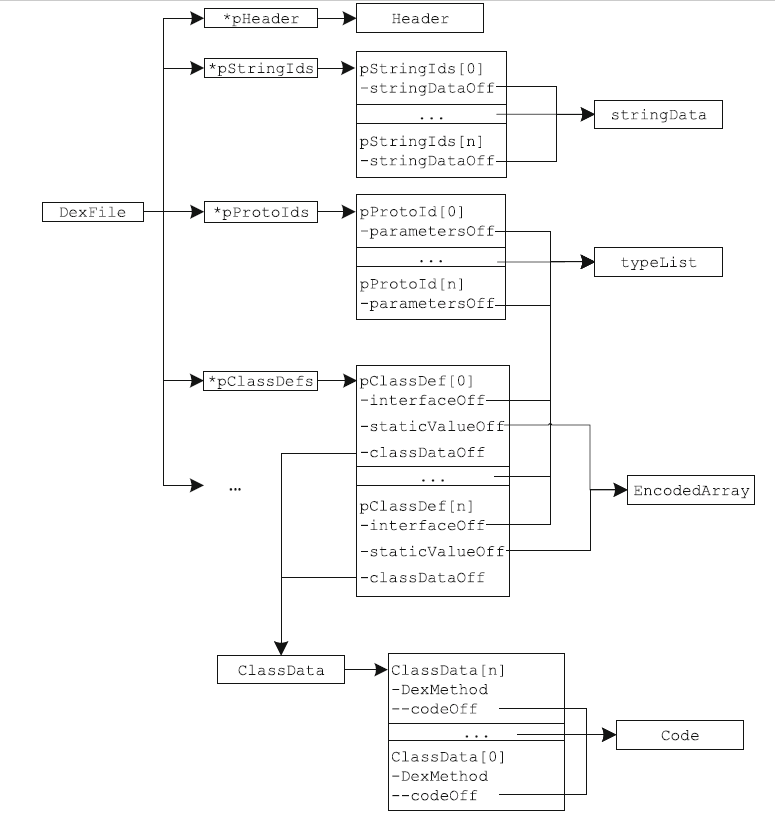 *pHeader
Header
*pStringIds
pStringIds[0]
-stringDataOff
...
pStringIds[n]
-stringDataOff
stringData
DexFile
*pProtoIds
pProtoId[0]
-parametersOff
...
pProtoId[n]
-parametersOff
typeList
*pClassDefs
pClassDef[0]
-interfaceOff
-staticValueOff
-classDataOff
...
pClassDef[n]
-interfaceOff
-staticValueOff
-classDataOff
EncodedArray
...
ClassData
ClassData[n]
-DexMethod
--codeOff
...
ClassData[0]
-DexMethod
--codeOff
Code